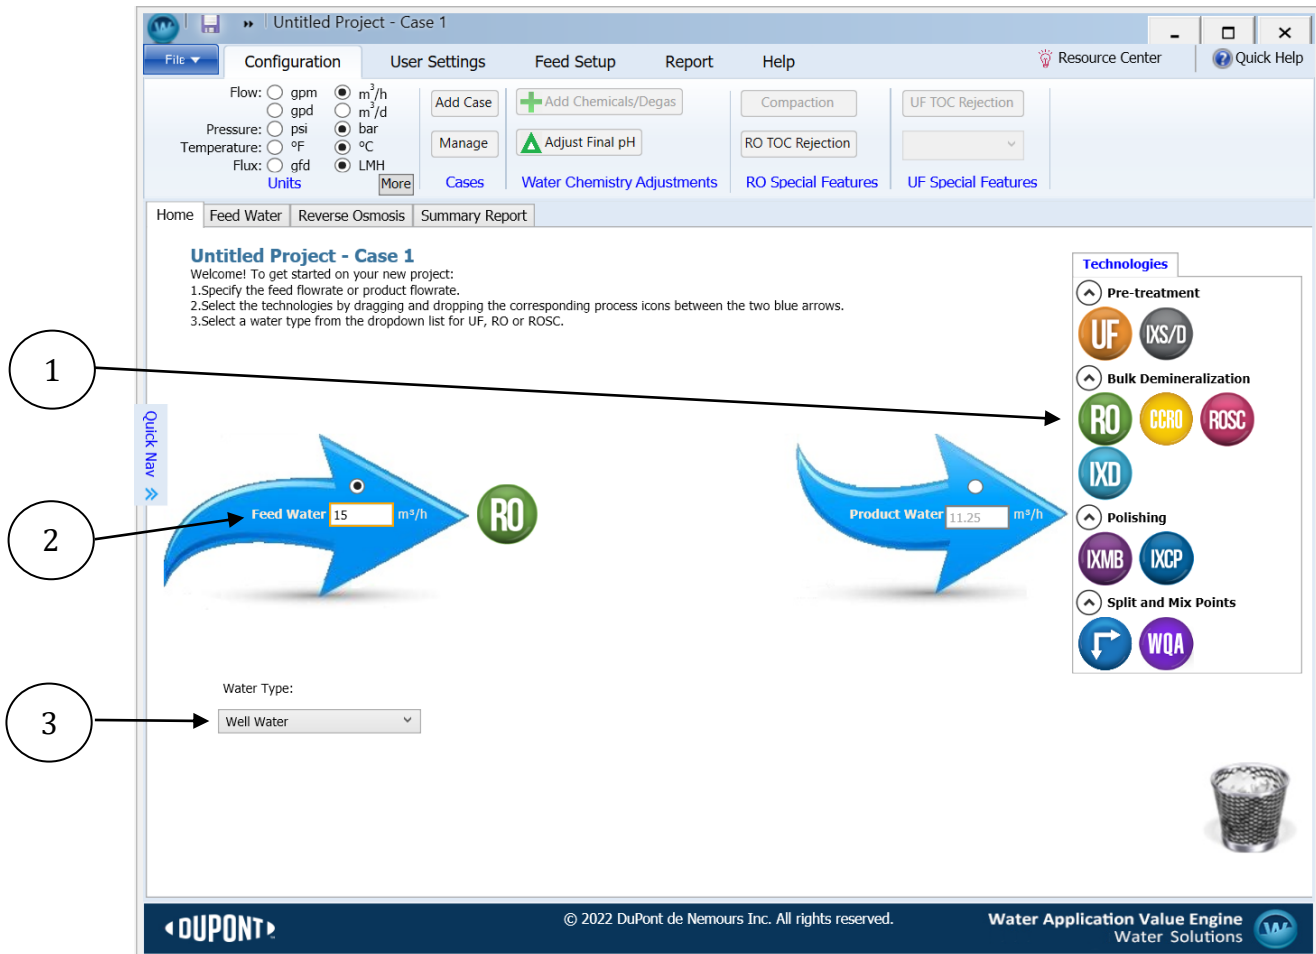 Untitled Project - Case 1
File
Configuration
User Settings
Feed Setup
Report
Help
Resource Center
Quick Help
Flow: gpm m³/h
gpd m³/d
Pressure: psi bar
Temperature: °F °C
Flux: gfd LMH
Units
More
Add Case
Manage
Cases
Add Chemicals/Degas
Adjust Final pH
Water Chemistry Adjustments
Compaction
RO TOC Rejection
RO Special Features
UF TOC Rejection
UF Special Features
Home
Feed Water
Reverse Osmosis
Summary Report
Untitled Project - Case 1
Welcome! To get started on your new project:
1.Specify the feed flowrate or product flowrate.
2.Select the technologies by dragging and dropping the corresponding process icons between the two blue arrows.
3.Select a water type from the dropdown list for UF, RO or ROSC.
Technologies
Pre-treatment
UF IXS/D
Bulk Demineralization
RO CCRO ROSC
IXD
Polishing
IXMB IXCP
Split and Mix Points
WQA
1
Quick Nav
2
Feed Water 15 m³/h
RO
Product Water 11.25 m³/h
3
Water Type:
Well Water
DUPONT
© 2022 DuPont de Nemours Inc. All rights reserved.
Water Application Value Engine
Water Solutions
W